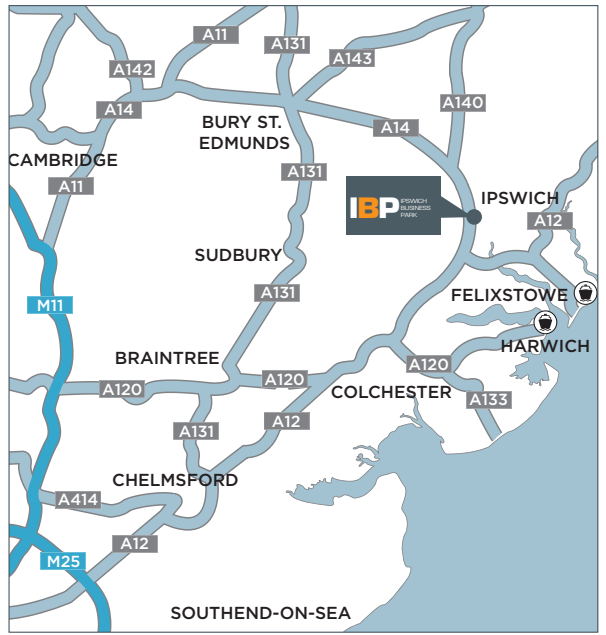 A11
A131
A143
A142
A140
A14
A14
BURY ST.
EDMUNDS
CAMBRIDGE
A131
A11
IBP
IPSWICH
BUSINESS
PARK
IPSWICH
A12
SUDBURY
A131
FELIXSTOWE
M11
HARWICH
BRAINTREE
A120
A120
A120
COLCHESTER
A133
A12
A131
CHELMSFORD
A414
A12
M25
SOUTHEND-ON-SEA